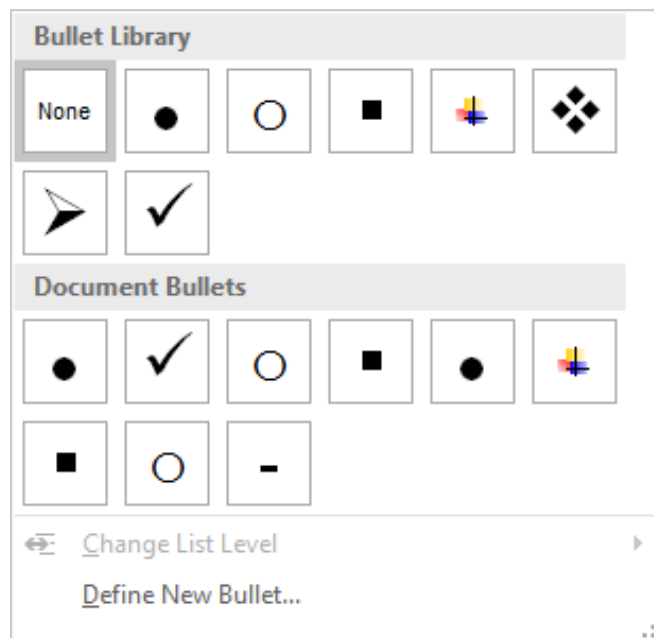 Bullet Library
None
Document Bullets
Change List Level
Define New Bullet...